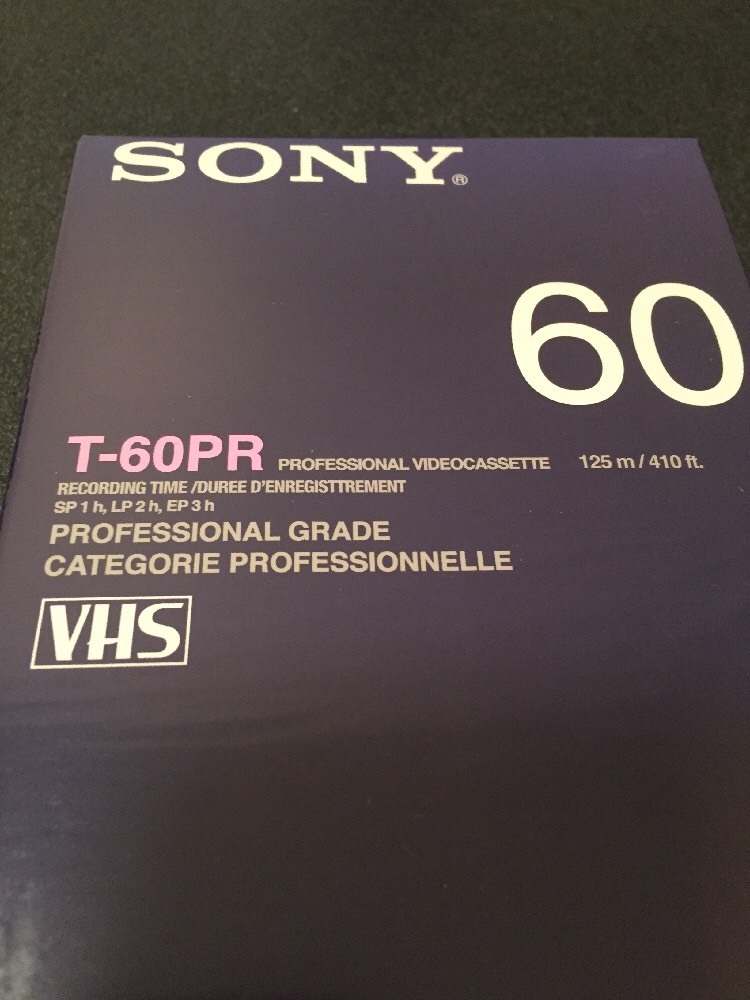 SONY®
60
T-60PR PROFESSIONAL VIDEOCASSETTE 125 m / 410 ft.
RECORDING TIME /DUREE D'ENREGISTTREMENT
SP 1 h, LP 2 h, EP 3 h
PROFESSIONAL GRADE
CATEGORIE PROFESSIONNELLE
VHS